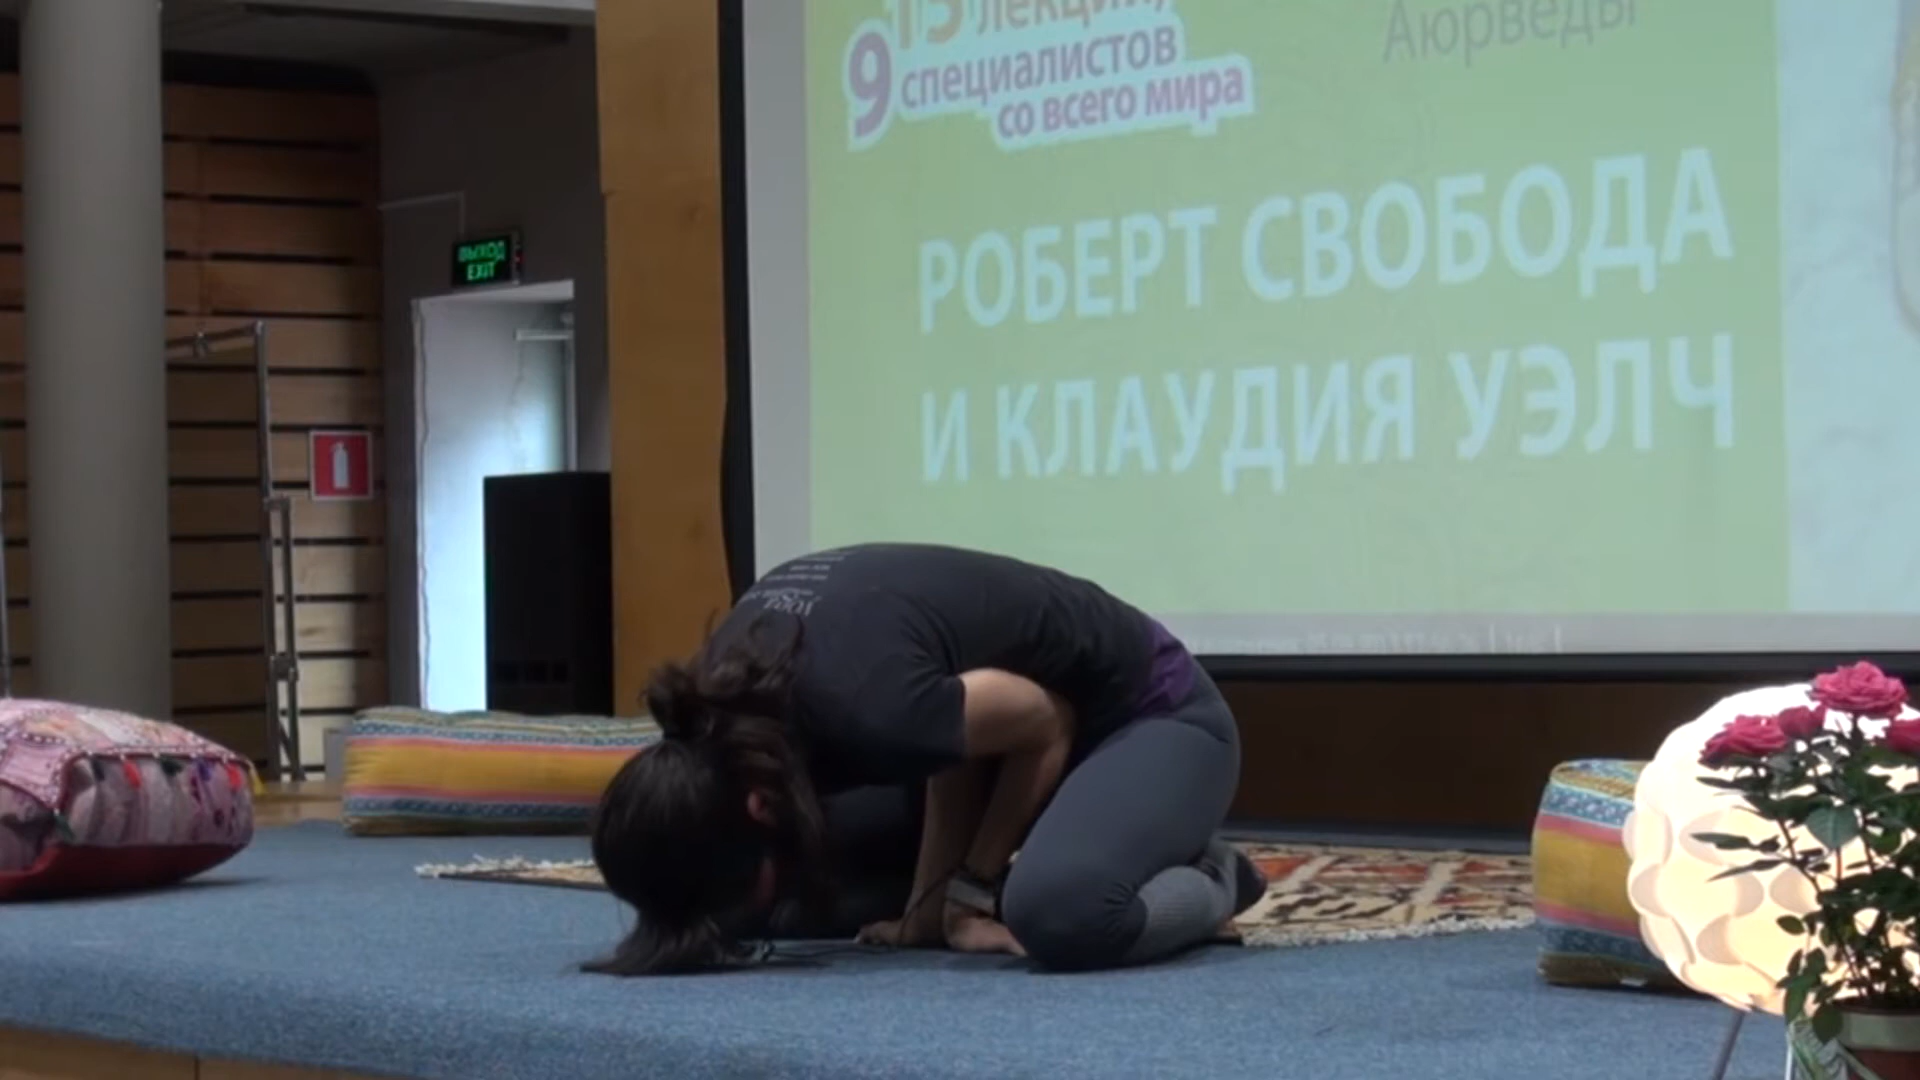 15 лекций,
9 специалистов
со всего мира
Аюрведы
РОБЕРТ СВОБОДА
И КЛАУДИЯ УЭЛЧ
ВЫХОД
EXIT